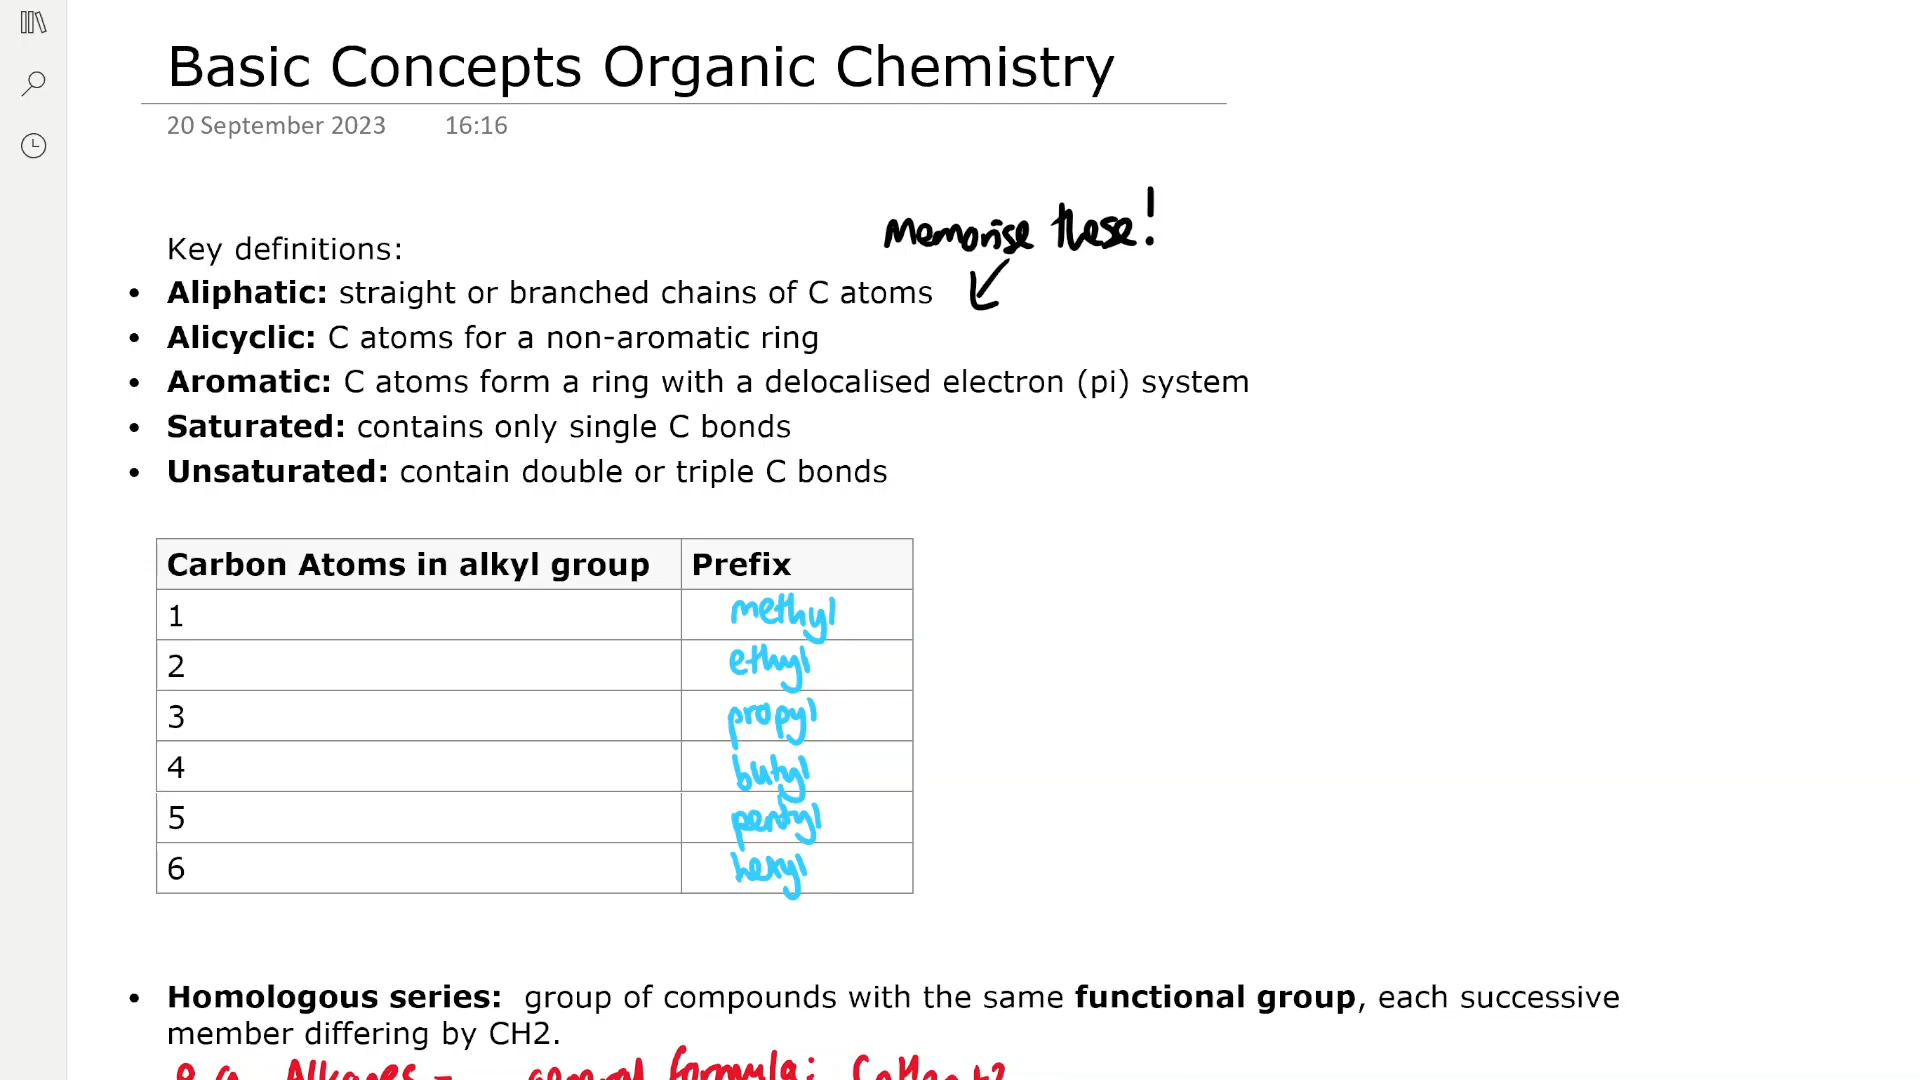 Basic Concepts Organic Chemistry
20 September 2023 16:16
Memorise these!
Key definitions:
• Aliphatic: straight or branched chains of C atoms
• Alicyclic: C atoms for a non-aromatic ring
• Aromatic: C atoms form a ring with a delocalised electron (pi) system
• Saturated: contains only single C bonds
• Unsaturated: contain double or triple C bonds
Carbon Atoms in alkyl group Prefix
1 methyl
2 ethyl
3 propyl
4 butyl
5 pentyl
6 hexyl
• Homologous series: group of compounds with the same functional group, each successive
member differing by CH2.
e.g. Alkanes = general formula: